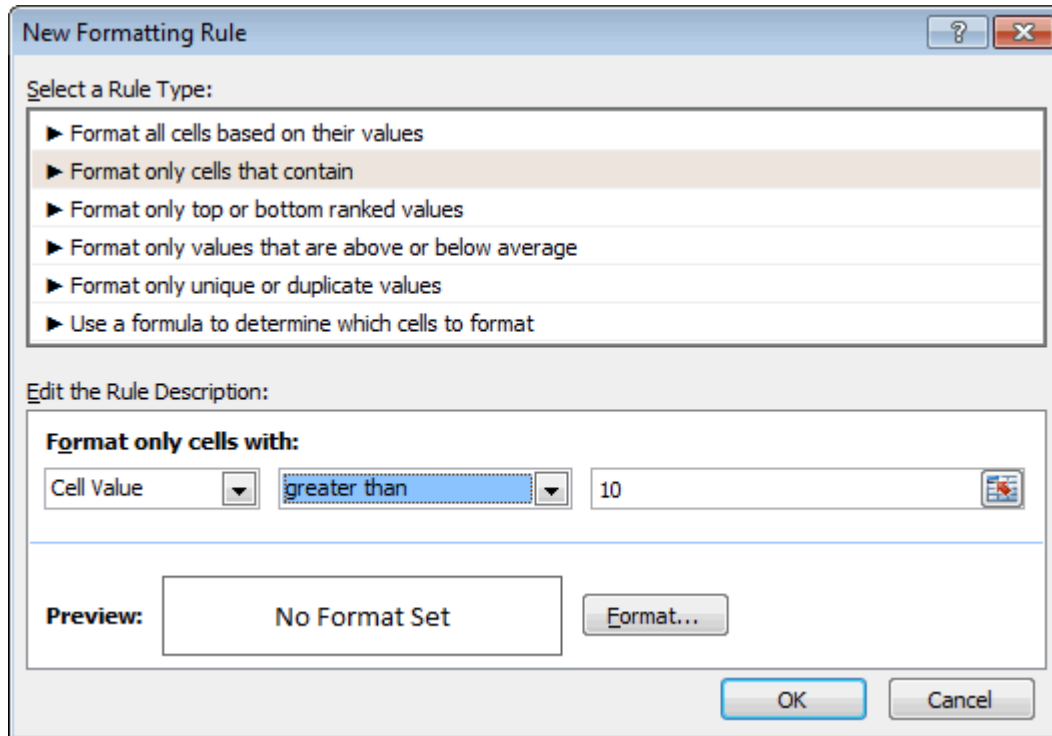 New Formatting Rule
Select a Rule Type:
► Format all cells based on their values
► Format only cells that contain
► Format only top or bottom ranked values
► Format only values that are above or below average
► Format only unique or duplicate values
► Use a formula to determine which cells to format
Edit the Rule Description:
Format only cells with:
Cell Value greater than 10
Preview: No Format Set Format...
OK Cancel